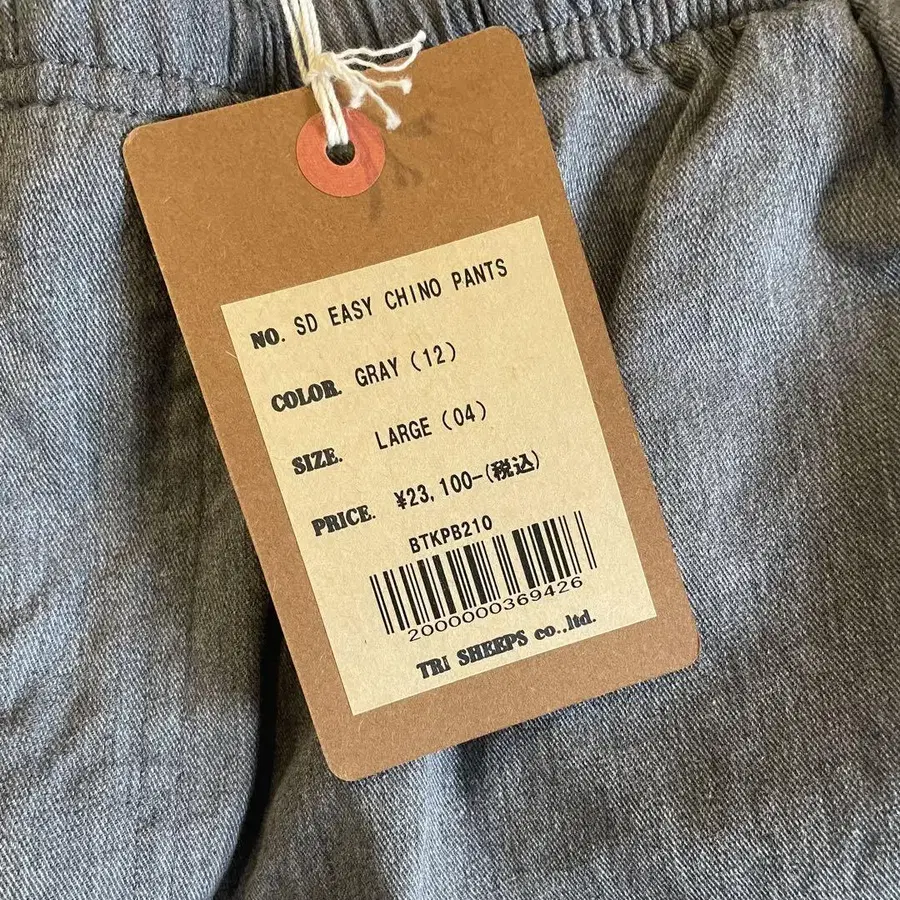 NO. SD EASY CHINO PANTS
COLOR. GRAY(12)
SIZE. LARGE(04)
PRICE. ¥23,100-(税込)
BTKPB210
2000000369426
TRI SHEEPS co.,ltd.